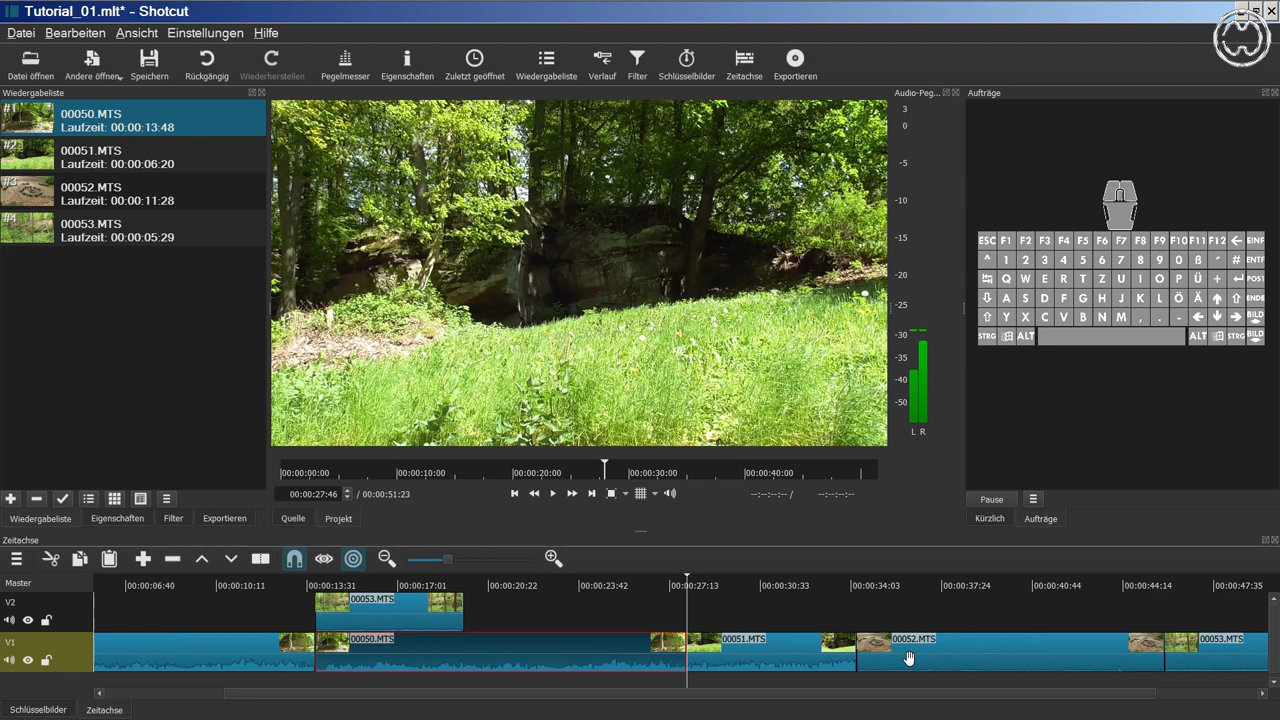 Tutorial_01.mlt* - Shotcut
Datei Bearbeiten Ansicht Einstellungen Hilfe
Datei öffnen Andere öffnen Speichern Rückgängig Wiederherstellen Pegelmesser Eigenschaften Zuletzt geöffnet Wiedergabeliste Verlauf Filter Schlüsselbilder Zeitachse Exportieren
Wiedergabeliste
#1
00050.MTS
Laufzeit: 00:00:13:48
#2
00051.MTS
Laufzeit: 00:00:06:20
#3
00052.MTS
Laufzeit: 00:00:11:28
#4
00053.MTS
Laufzeit: 00:00:05:29
Audio-Peg...
3
0
-5
-10
-15
-20
-25
-30
-35
-40
-50
L R
Aufträge
ESC F1 F2 F3 F4 F5 F6 F7 F8 F9 F10 F11 F12 ← EINF
^ 1 2 3 4 5 6 7 8 9 0 ß ´ # ENTF
Q W E R T Z U I O P Ü + POS1
A S D F G H J K L Ö Ä ENDE
Y X C V B N M , . - BILD
STRG ALT ALT STRG BILD
00:00:00:00 00:00:10:00 00:00:20:00 00:00:30:00 00:00:40:00
00:00:27:46 / 00:00:51:23 --:--:--:-- / --:--:--:--
Pause
Wiedergabeliste Eigenschaften Filter Exportieren Quelle Projekt Kürzlich Aufträge
Zeitachse
Master 00:00:06:40 00:00:10:11 00:00:13:31 00:00:17:01 00:00:20:22 00:00:23:42 00:00:27:13 00:00:30:33 00:00:34:03 00:00:37:24 00:00:40:44 00:00:44:14 00:00:47:35
V2 00053.MTS
V1 00050.MTS 00051.MTS 00052.MTS 00053.MTS
Schlüsselbilder Zeitachse